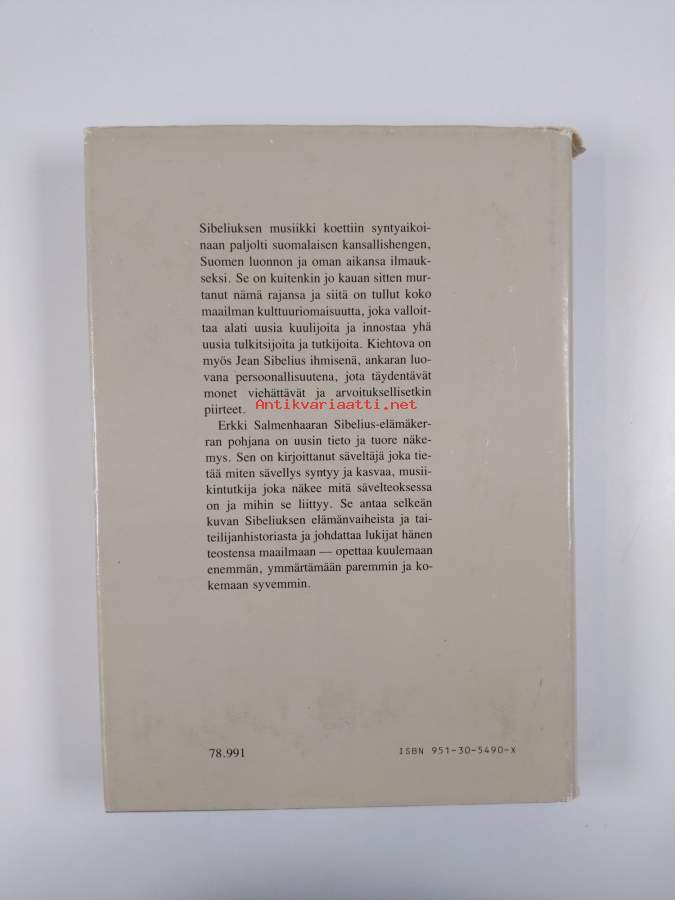 Sibeliuksen musiikki koettiin syntyaikoi-
naan paljolti suomalaisen kansallishengen,
Suomen luonnon ja oman aikansa ilmauk-
seksi. Se on kuitenkin jo kauan sitten mur-
tanut nämä rajansa ja siitä on tullut koko
maailman kulttuuriomaisuutta, joka valloit-
taa alati uusia kuulijoita ja innostaa yhä
uusia tulkitsijoita ja tutkijoita. Kiehtova on
myös Jean Sibelius ihmisenä, ankaran luo-
vana persoonallisuutena, jota täydentävät
monet viehättävät ja arvoituksellisetkin
piirteet.
Antikvariaatti.net
Erkki Salmenhaaran Sibelius-elämäker-
ran pohjana on uusin tieto ja tuore näke-
mys. Sen on kirjoittanut säveltäjä joka tie-
tää miten sävellys syntyy ja kasvaa, musii-
kintutkija joka näkee mitä sävelteoksessa
on ja mihin se liittyy. Se antaa selkeän
kuvan Sibeliuksen elämänvaiheista ja tai-
teilijanhistoriasta ja johdattaa lukijat hänen
teostensa maailmaan — opettaa kuulemaan
enemmän, ymmärtämään paremmin ja ko-
kemaan syvemmin.
78.991
ISBN 951-30-5490-X